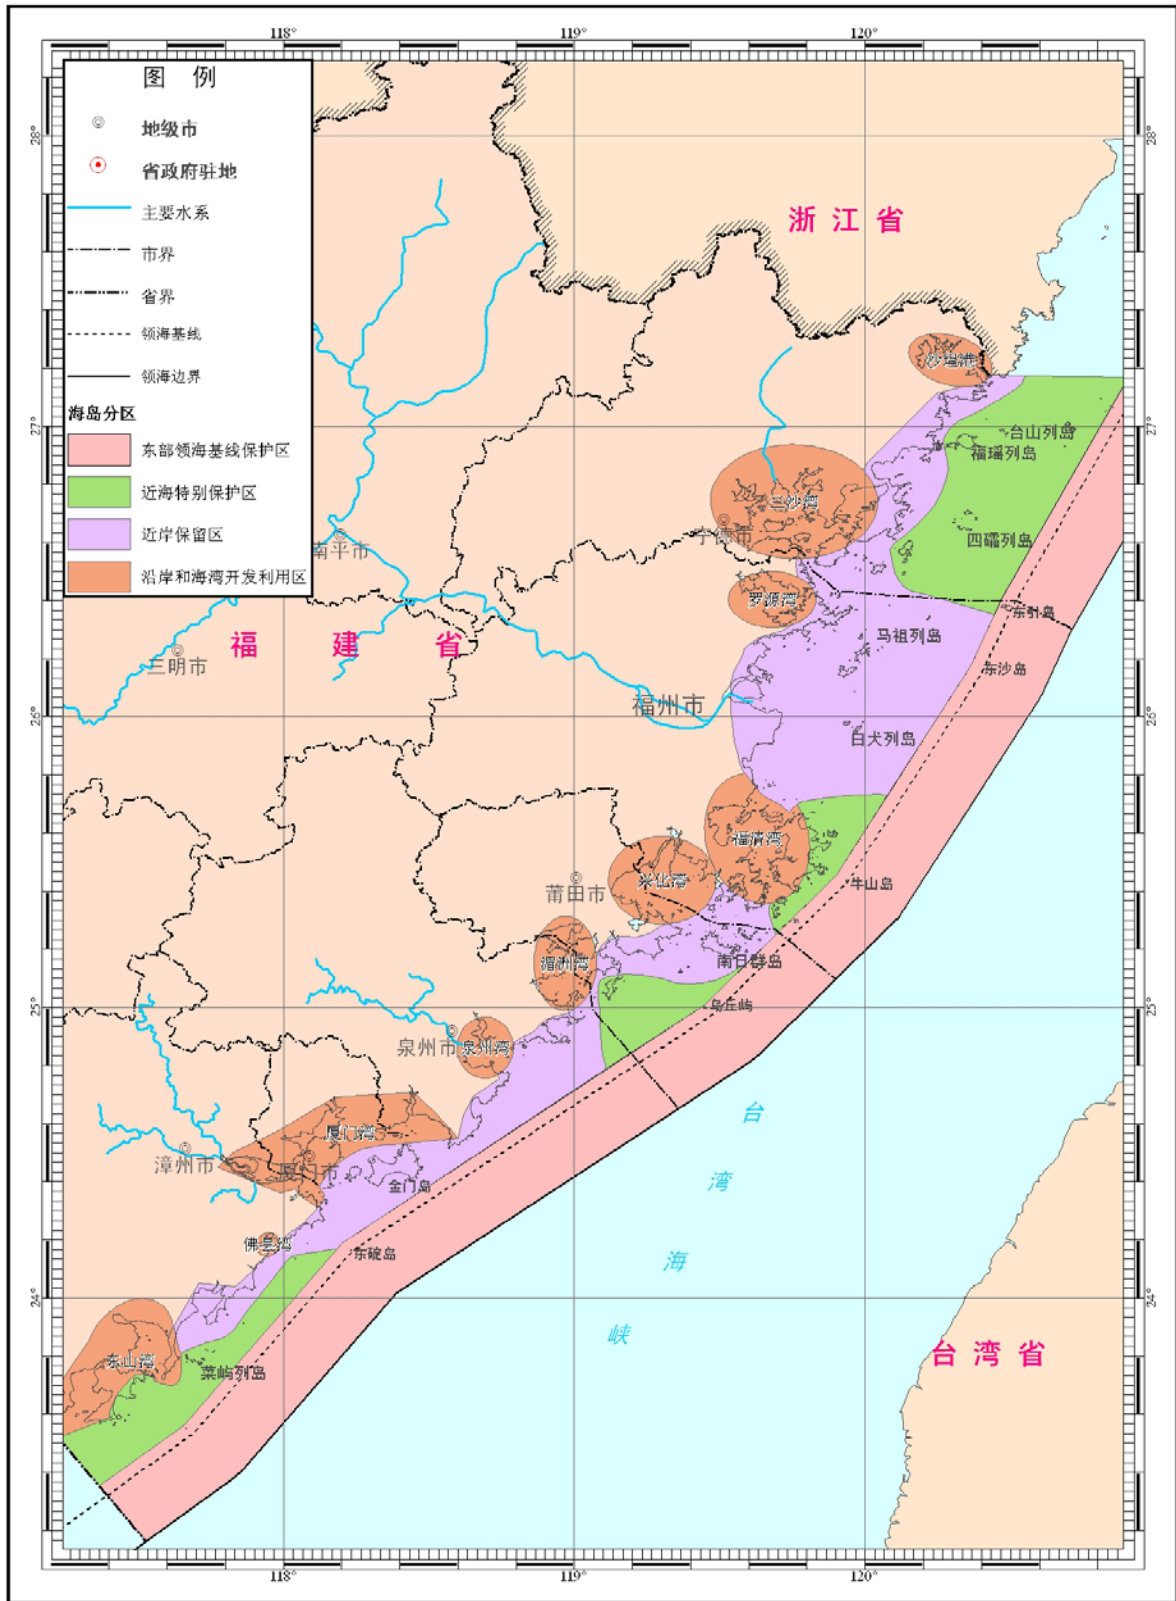 118°
119°
120°
图 例
地级市
省政府驻地
主要水系
市界
省界
领海基线
领海边界
海岛分区
东部领海基线保护区
近海特别保护区
近岸保留区
沿岸和海湾开发利用区
28°
28°
浙江省
沙埕港
27°
27°
台山列岛
福瑶列岛
三沙湾
宁德市
四礵列岛
南平市
罗源湾
东引岛
马祖列岛
福建省
三明市
东沙岛
福州市
26°
26°
白犬列岛
福清湾
兴化湾
牛山岛
莆田市
湄洲湾
南日群岛
25°
25°
乌丘屿
泉州市
泉州湾
厦门湾
漳州市
厦门市
金门岛
佛昙湾
东碇岛
24°
24°
东山湾
菜屿列岛
台
湾
海
峡
台湾省
118°
119°
120°